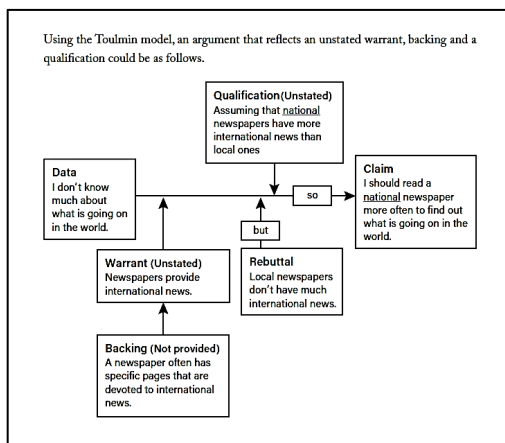 Using the Toulmin model, an argument that reflects an unstated warrant, backing and a
qualification could be as follows.
Qualification (Unstated)
Assuming that national
newspapers have more
international news than
local ones
Data
I don't know
much about
what is going on
in the world.
so
Claim
I should read a
national newspaper
more often to find out
what is going on in the
world.
but
Warrant (Unstated)
Newspapers provide
international news.
Rebuttal
Local newspapers
don't have much
international news.
Backing (Not provided)
A newspaper often has
specific pages that are
devoted to international
news.